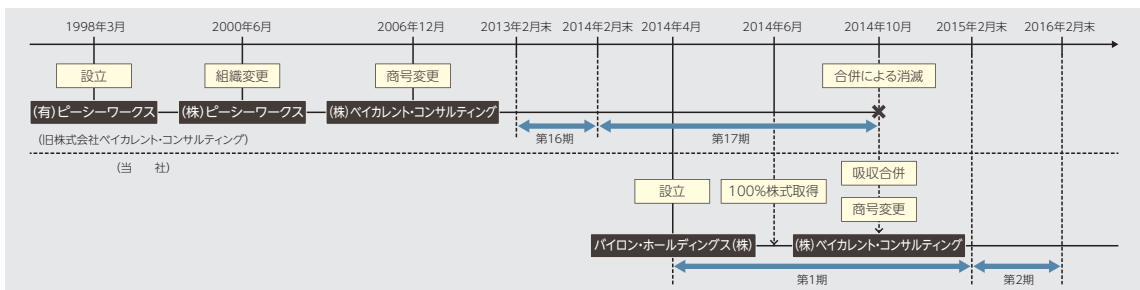 1998年3月 2000年6月 2006年12月 2013年2月末 2014年2月末 2014年4月 2014年6月 2014年10月 2015年2月末 2016年2月末
設立 組織変更 商号変更 合併による消滅
(有)ピーシーワークス (株)ピーシーワークス (株)ベイカレント・コンサルティング
(旧株式会社ベイカレント・コンサルティング) 第16期 第17期
(当 社) 吸収合併
設立 100%株式取得
商号変更
バイロン・ホールディングス(株) (株)ベイカレント・コンサルティング
第1期 第2期